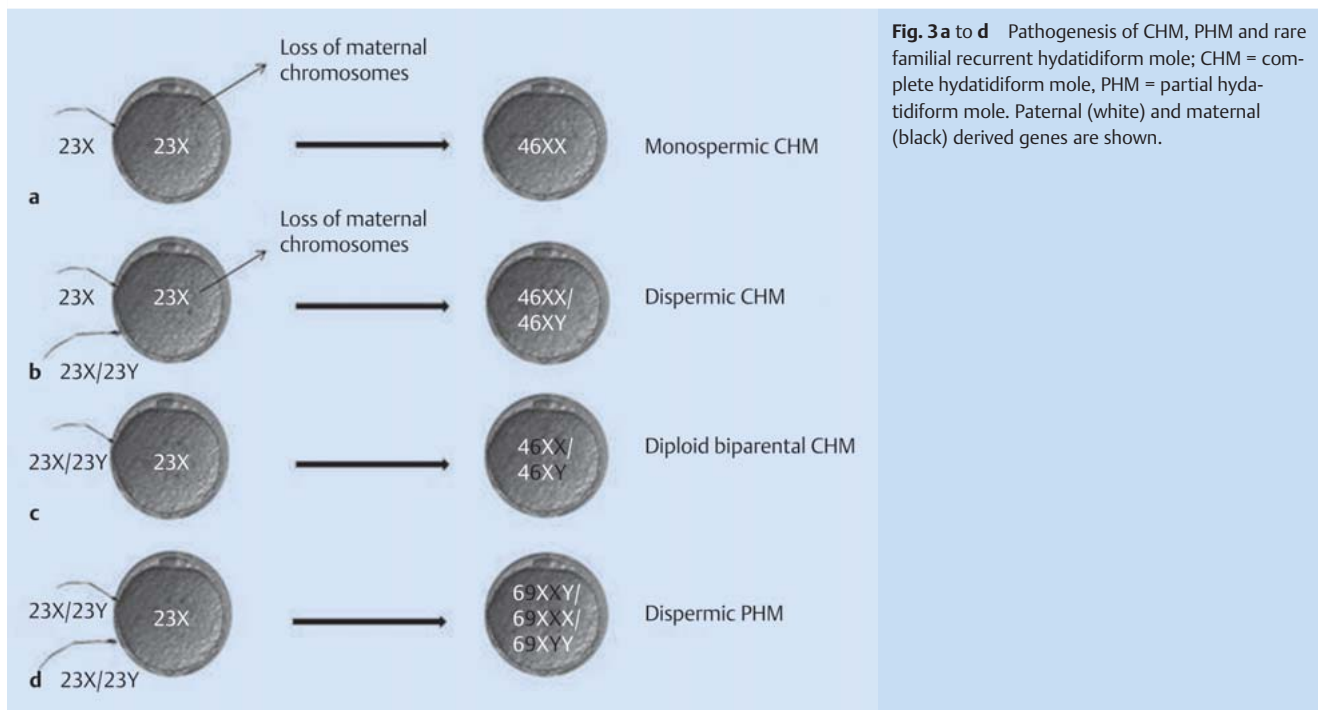 Loss of maternal
chromosomes
23X
23X
46XX
Monospermic CHM
a
Loss of maternal
chromosomes
23X
23X
46XX/
46XY
Dispermic CHM
b 23X/23Y
23X/23Y
23X
46XX/
46XY
Diploid biparental CHM
c
23X/23Y
23X
69XXY/
69XXX/
69XYY
Dispermic PHM
d 23X/23Y
Fig. 3 a to d Pathogenesis of CHM, PHM and rare
familial recurrent hydatidiform mole; CHM = com-
plete hydatidiform mole, PHM = partial hyda-
tidiform mole. Paternal (white) and maternal
(black) derived genes are shown.